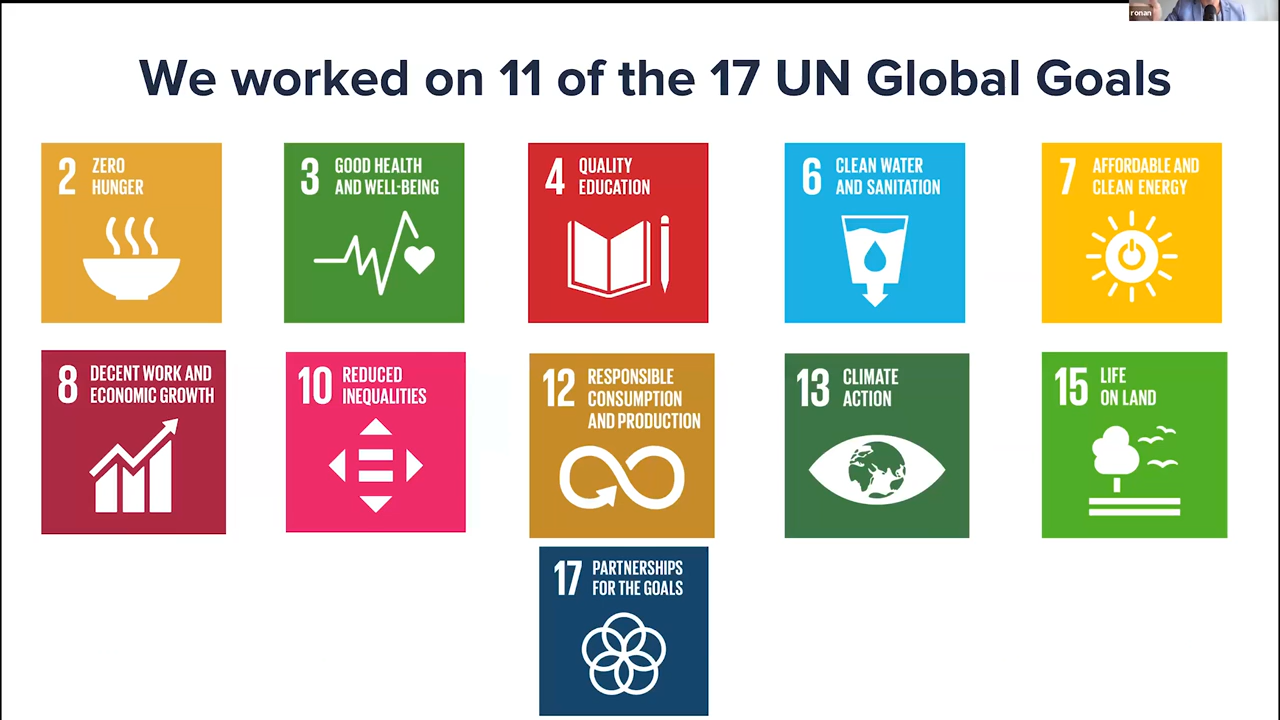 ronan
We worked on 11 of the 17 UN Global Goals
2 ZERO
HUNGER
3 GOOD HEALTH
AND WELL-BEING
4 QUALITY
EDUCATION
6 CLEAN WATER
AND SANITATION
7 AFFORDABLE AND
CLEAN ENERGY
8 DECENT WORK AND
ECONOMIC GROWTH
10 REDUCED
INEQUALITIES
12 RESPONSIBLE
CONSUMPTION
AND PRODUCTION
13 CLIMATE
ACTION
15 LIFE
ON LAND
17 PARTNERSHIPS
FOR THE GOALS